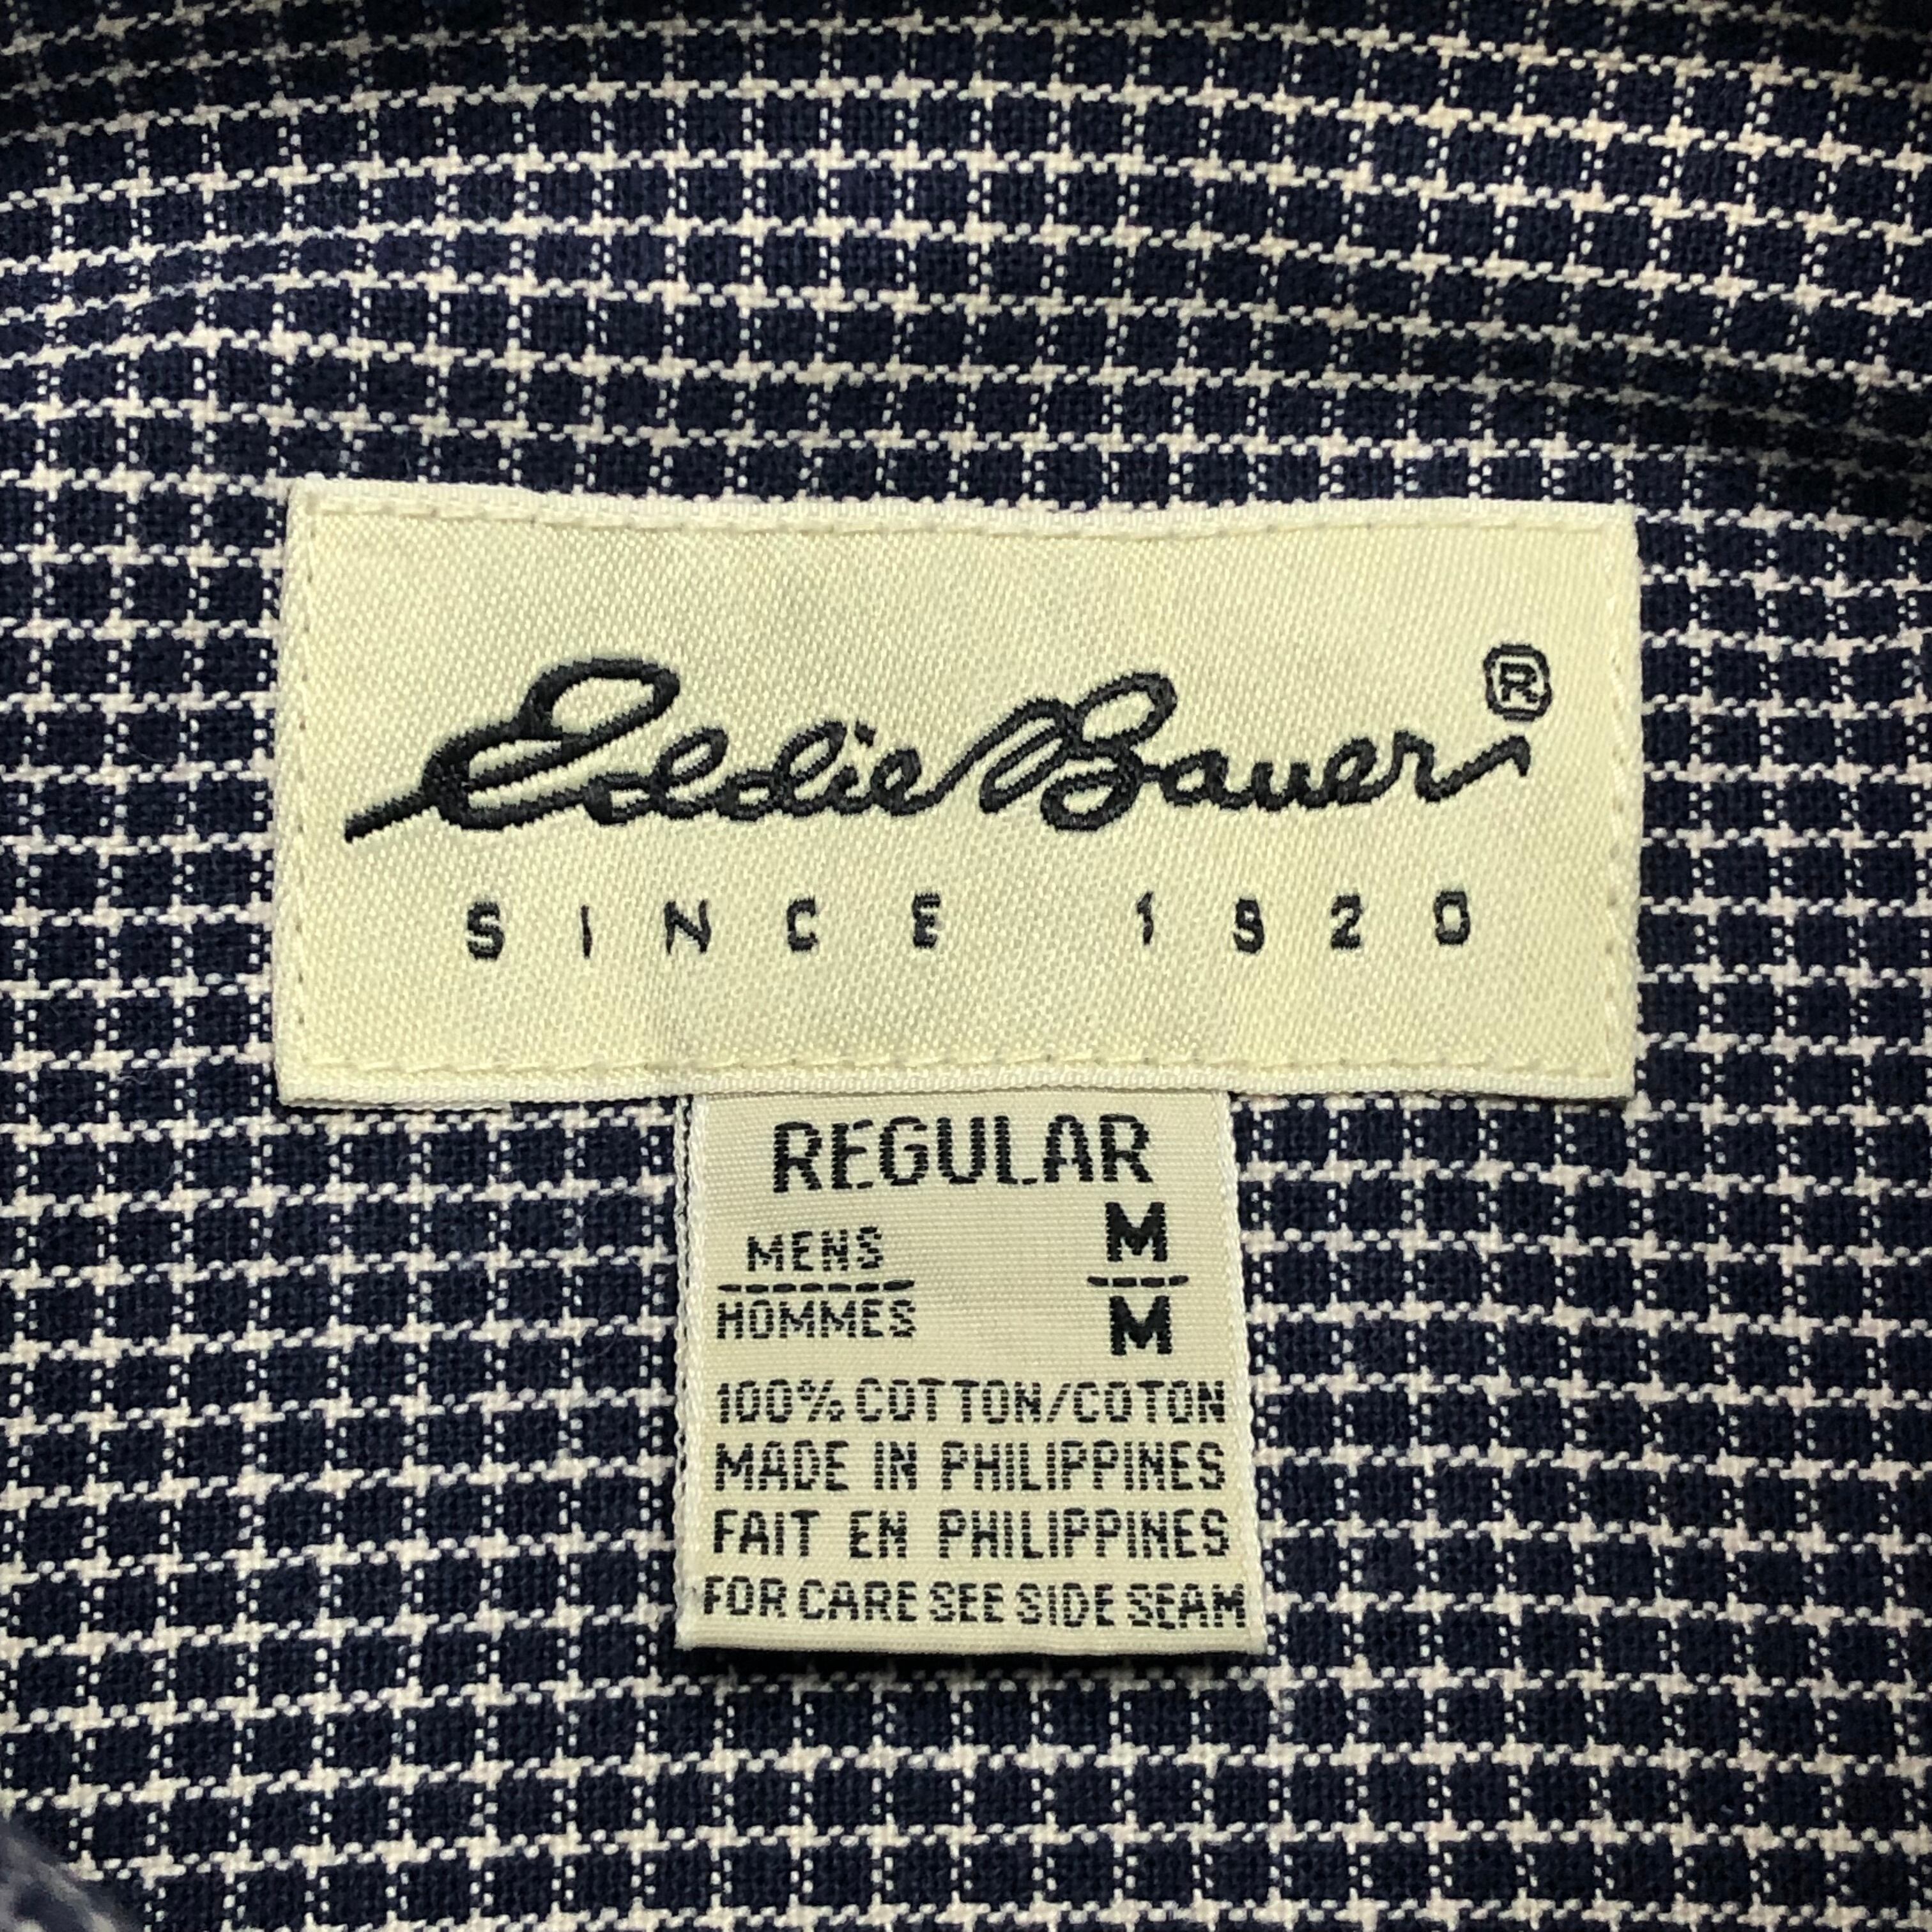 Eddie Bauer®
SINCE 1920
REGULAR
MENS M
HOMMES M
100% COTTON/COTON
MADE IN PHILIPPINES
FAIT EN PHILIPPINES
FOR CARE SEE SIDE SEAM